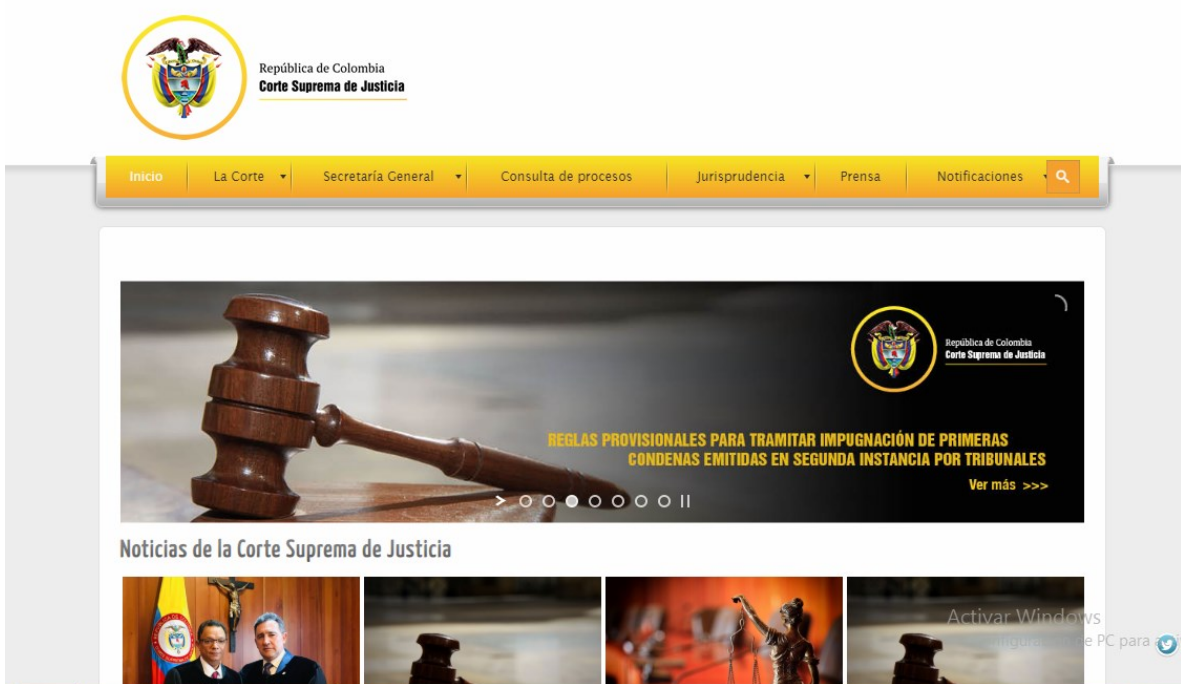 República de Colombia
Corte Suprema de Justicia
Inicio La Corte Secretaría General Consulta de procesos Jurisprudencia Prensa Notificaciones
República de Colombia
Corte Suprema de Justicia
REGLAS PROVISIONALES PARA TRAMITAR IMPUGNACIÓN DE PRIMERAS
CONDENAS EMITIDAS EN SEGUNDA INSTANCIA POR TRIBUNALES
Ver más >>>
Noticias de la Corte Suprema de Justicia
Activar Windows
PC para